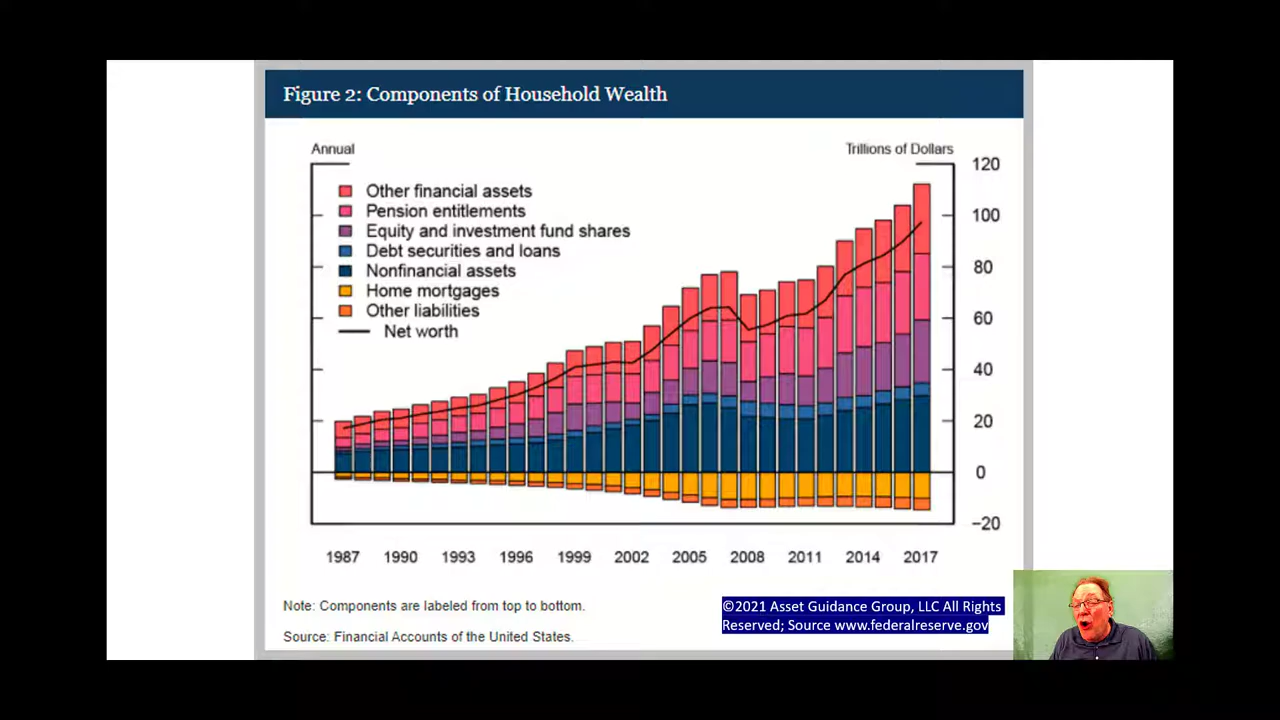 Figure 2: Components of Household Wealth
Annual
Trillions of Dollars
120
100
80
60
40
20
0
−20
Other financial assets
Pension entitlements
Equity and investment fund shares
Debt securities and loans
Nonfinancial assets
Home mortgages
Other liabilities
Net worth
1987 1990 1993 1996 1999 2002 2005 2008 2011 2014 2017
Note: Components are labeled from top to bottom.
Source: Financial Accounts of the United States.
©2021 Asset Guidance Group, LLC All Rights
Reserved; Source www.federalreserve.gov